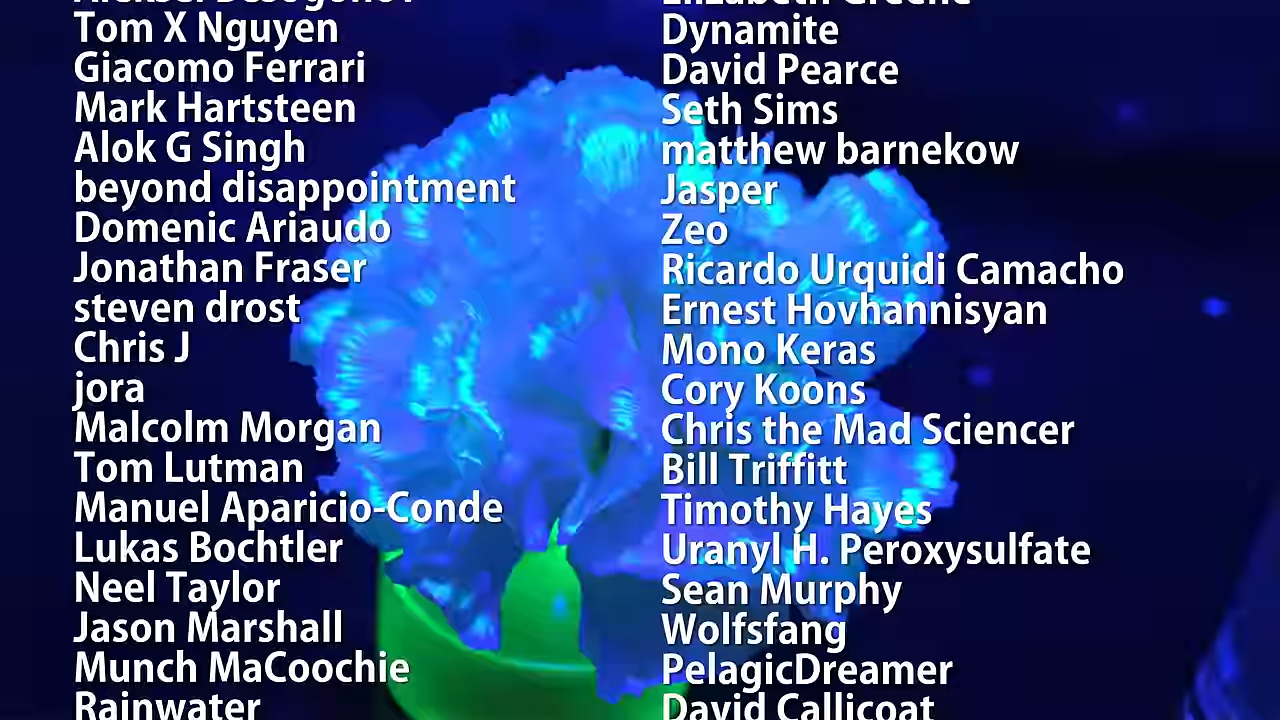 Tom X Nguyen
Giacomo Ferrari
Mark Hartsteen
Alok G Singh
beyond disappointment
Domenic Ariaudo
Jonathan Fraser
steven drost
Chris J
jora
Malcolm Morgan
Tom Lutman
Manuel Aparicio-Conde
Lukas Bochtler
Neel Taylor
Jason Marshall
Munch MaCoochie
Rainwater
Elizabeth Greene
Dynamite
David Pearce
Seth Sims
matthew barnekow
Jasper
Zeo
Ricardo Urquidi Camacho
Ernest Hovhannisyan
Mono Keras
Cory Koons
Chris the Mad Sciencer
Bill Triffitt
Timothy Hayes
Uranyl H. Peroxysulfate
Sean Murphy
Wolfsfang
PelagicDreamer
David Callicoat